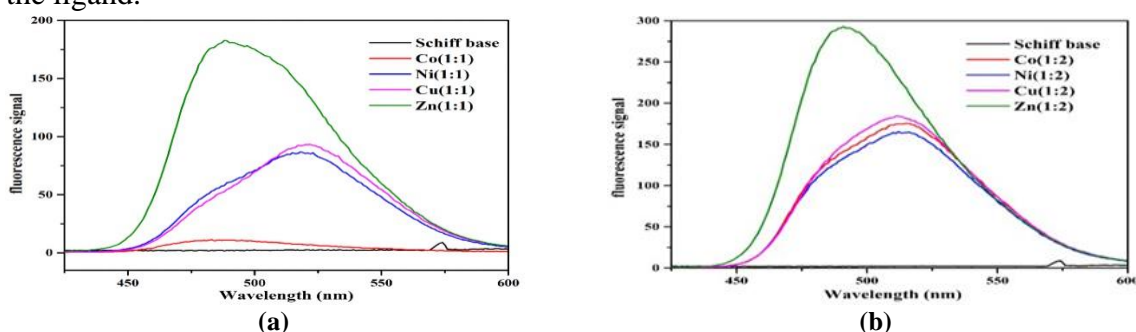 the ligand.
200
150
100
50
0
fluorescence signal
Schiff base
Co(1:1)
Ni(1:1)
Cu(1:1)
Zn(1:1)
450 500 550 600
Wavelength (nm)
(a)
300
250
200
150
100
50
0
fluorescence signal
Schiff base
Co(1:2)
Ni(1:2)
Cu(1:2)
Zn(1:2)
450 500 550 600
Wavelength (nm)
(b)